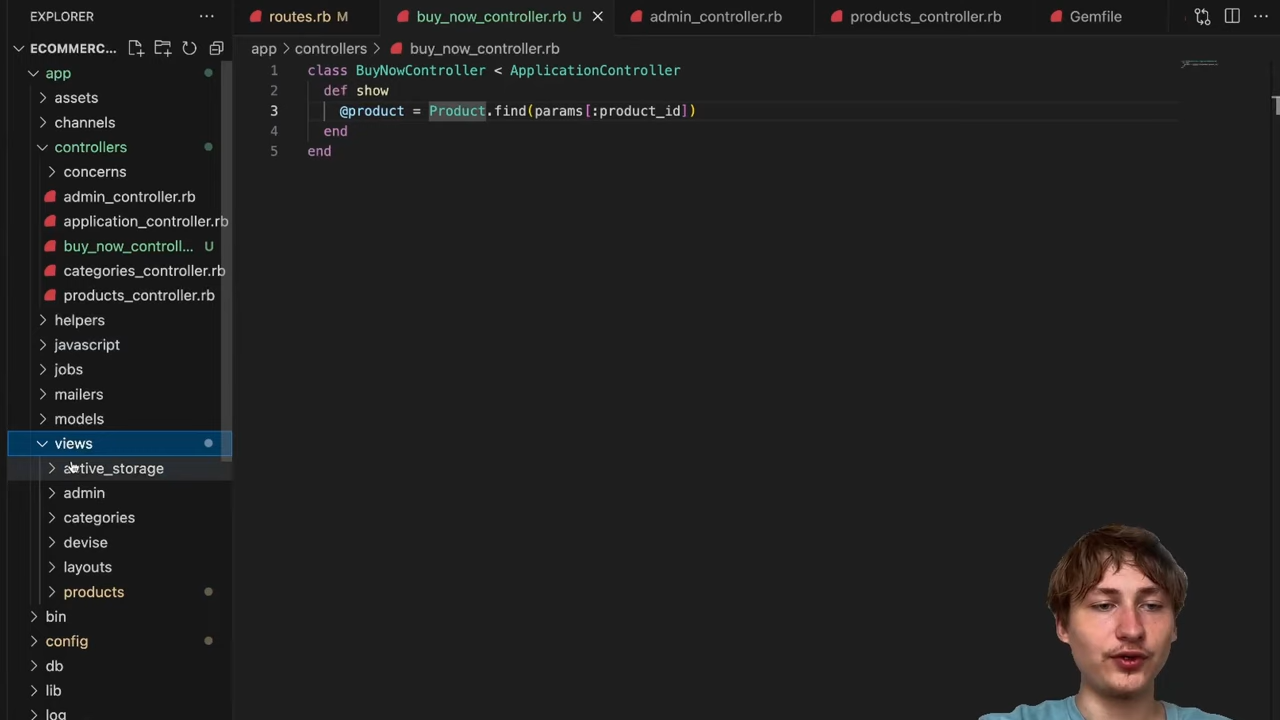 EXPLORER
routes.rb M
buy_now_controller.rb U
admin_controller.rb
products_controller.rb
Gemfile
ECOMMERC...
app > controllers > buy_now_controller.rb
app
assets
channels
controllers
concerns
admin_controller.rb
application_controller.rb
buy_now_controll... U
categories_controller.rb
products_controller.rb
helpers
javascript
jobs
mailers
models
views
active_storage
admin
categories
devise
layouts
products
bin
config
db
lib
log
1 class BuyNowController < ApplicationController
2 def show
3 @product = Product.find(params[:product_id])
4 end
5 end